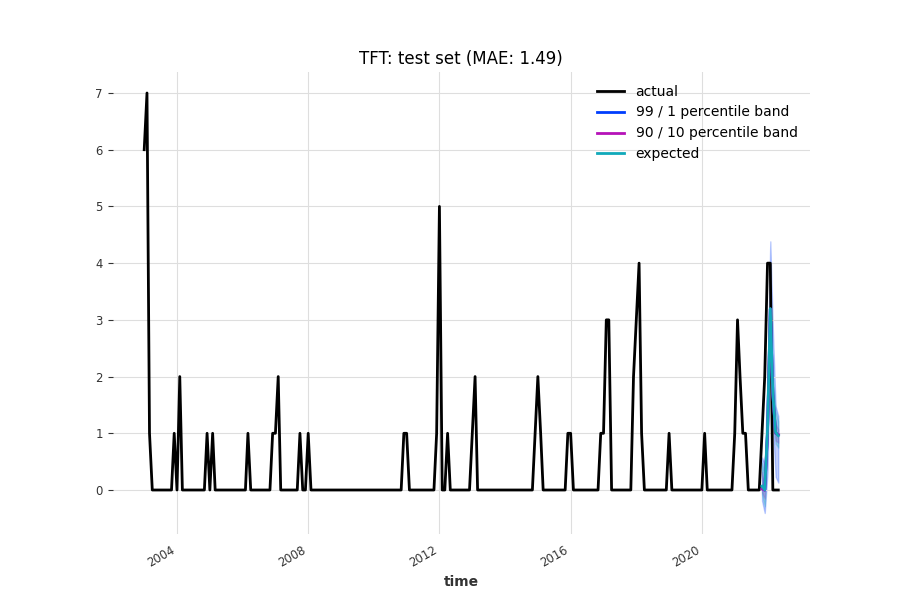 TFT: test set (MAE: 1.49)
actual
99 / 1 percentile band
90 / 10 percentile band
expected
7
6
5
4
3
2
1
0
2004
2008
2012
2016
2020
time